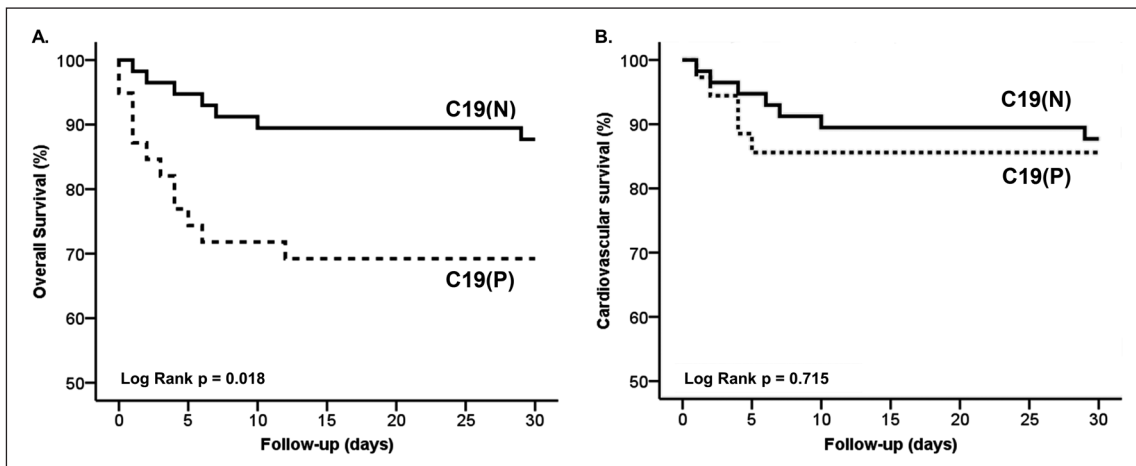 A.
100
90
80
70
60
50
Overall Survival (%)
C19(N)
C19(P)
Log Rank p = 0.018
0 5 10 15 20 25 30
Follow-up (days)
B.
100
90
80
70
60
50
Cardiovascular survival (%)
C19(N)
C19(P)
Log Rank p = 0.715
0 5 10 15 20 25 30
Follow-up (days)